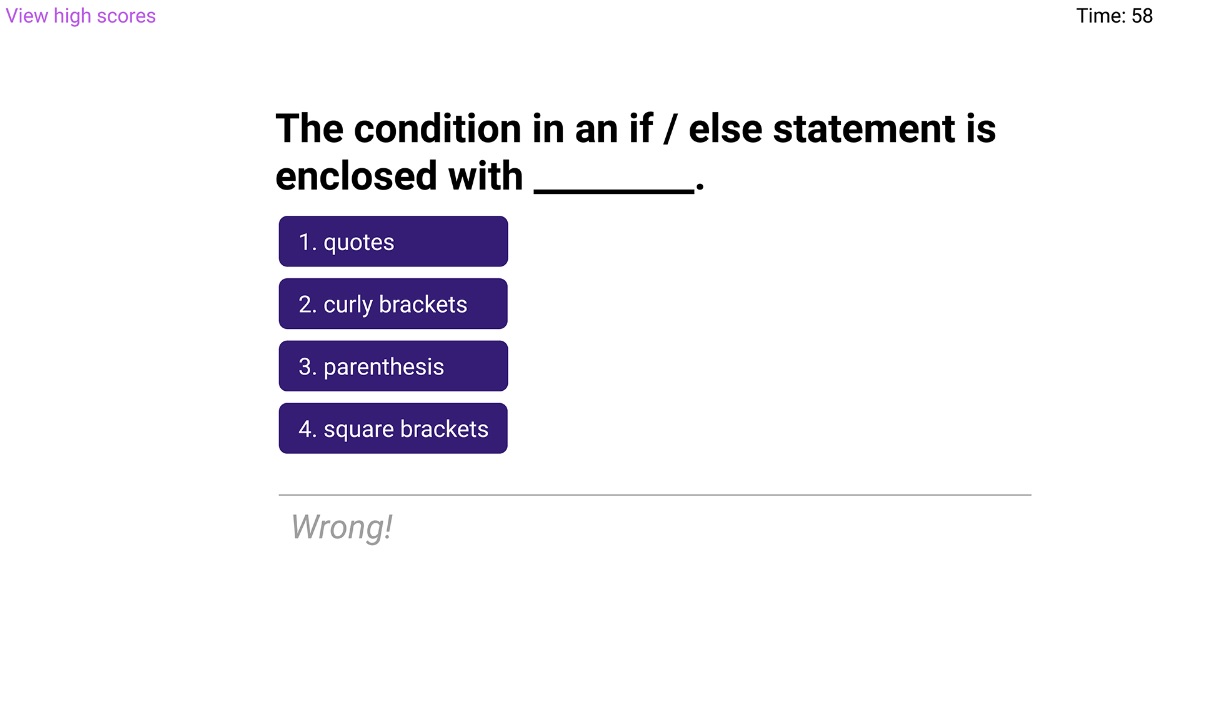 View high scores
Time: 58
The condition in an if / else statement is
enclosed with ________.
1. quotes
2. curly brackets
3. parenthesis
4. square brackets
Wrong!